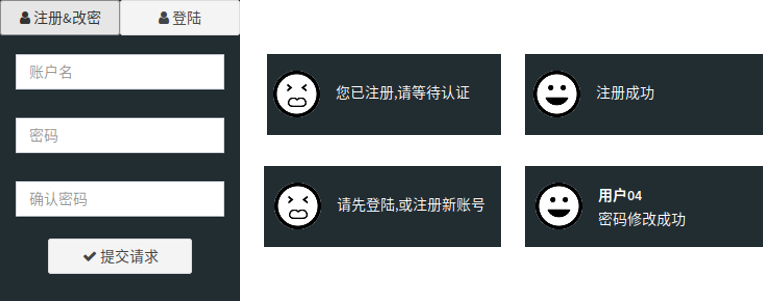 注册&改密
登陆
账户名
密码
确认密码
提交请求
您已注册,请等待认证
注册成功
请先登陆,或注册新账号
用户04
密码修改成功